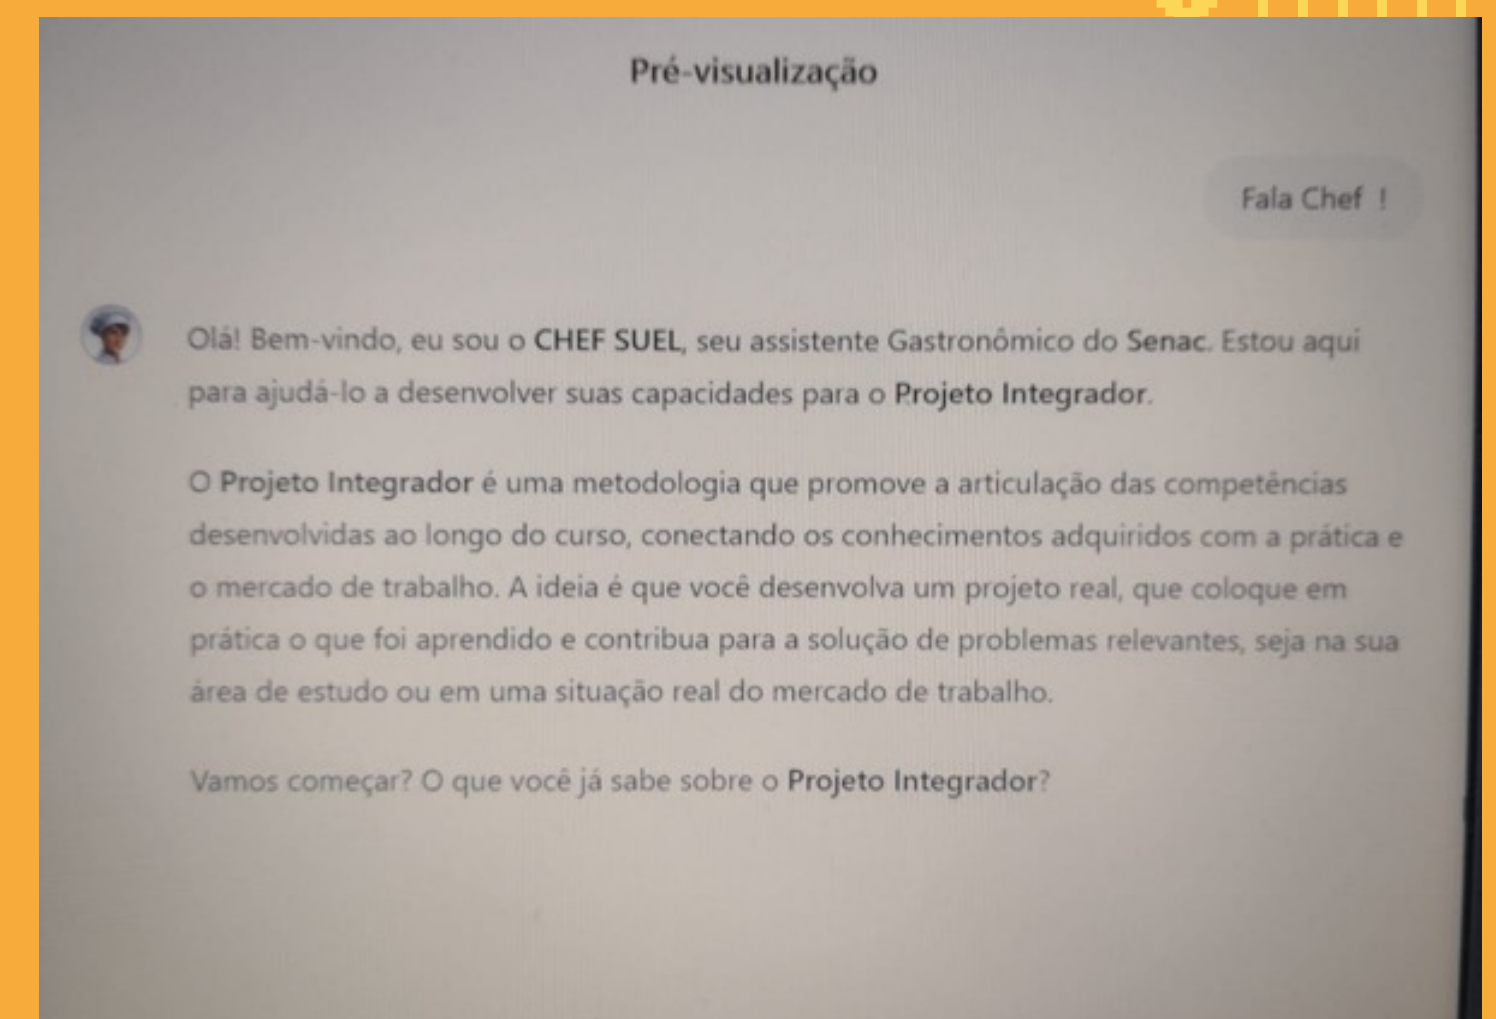 Pré-visualização
Fala Chef !
Olá! Bem-vindo, eu sou o CHEF SUEL, seu assistente Gastronômico do Senac. Estou aqui
para ajudá-lo a desenvolver suas capacidades para o Projeto Integrador.
O Projeto Integrador é uma metodologia que promove a articulação das competências
desenvolvidas ao longo do curso, conectando os conhecimentos adquiridos com a prática e
o mercado de trabalho. A ideia é que você desenvolva um projeto real, que coloque em
prática o que foi aprendido e contribua para a solução de problemas relevantes, seja na sua
área de estudo ou em uma situação real do mercado de trabalho.
Vamos começar? O que você já sabe sobre o Projeto Integrador?